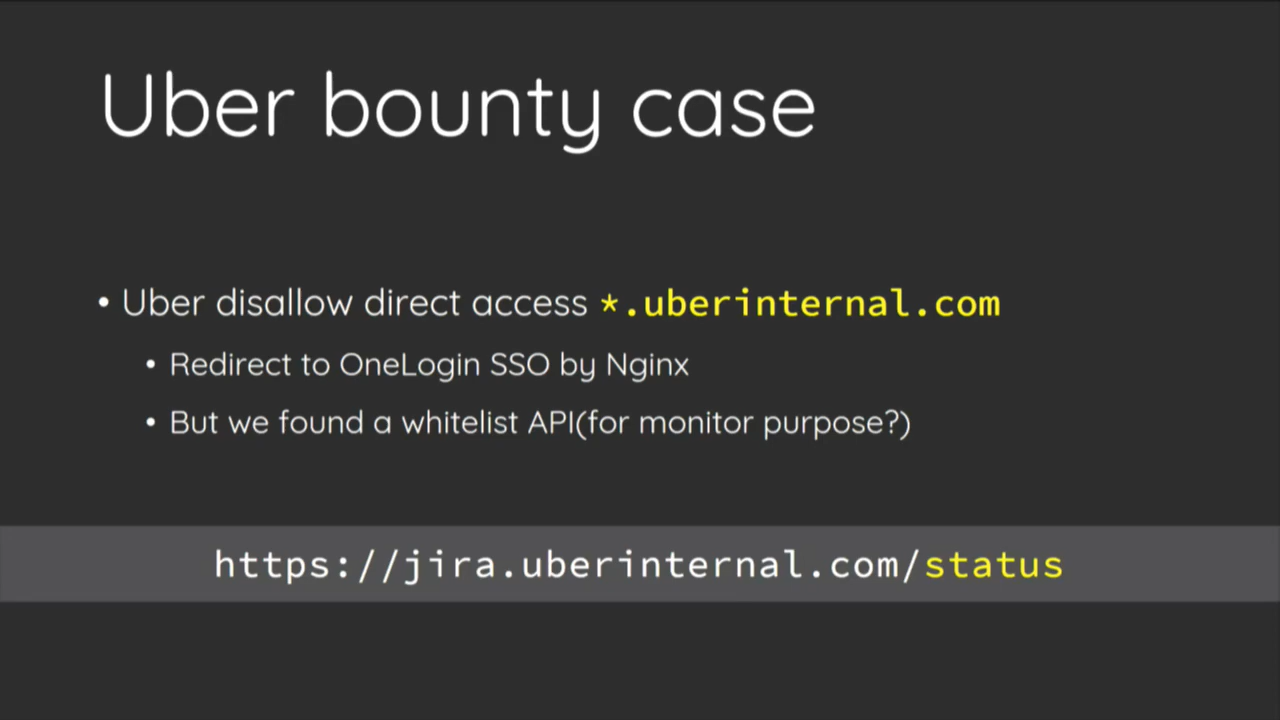 Uber bounty case
• Uber disallow direct access *.uberinternal.com
• Redirect to OneLogin SSO by Nginx
• But we found a whitelist API(for monitor purpose?)
https://jira.uberinternal.com/status